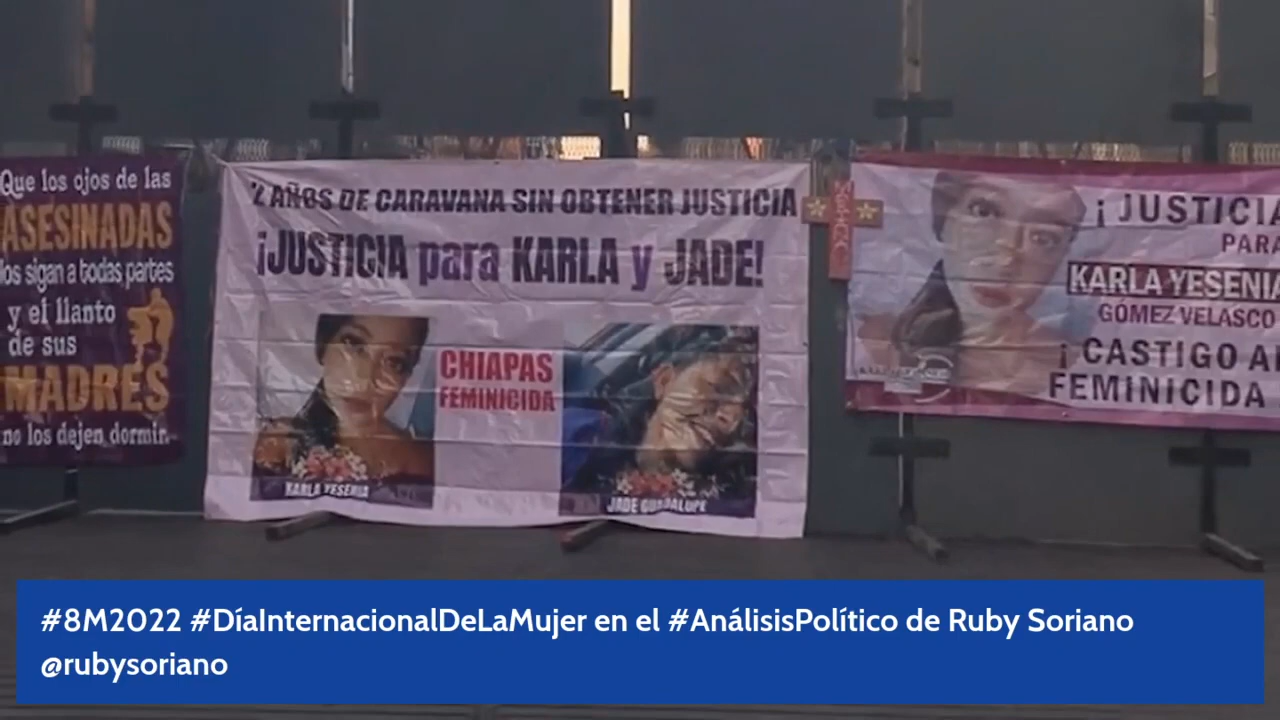 Que los ojos de las
ASESINADAS
los sigan a todas partes
y el llanto
de sus
MADRES
no los dejen dormir.
2 AÑOS DE CARAVANA SIN OBTENER JUSTICIA
¡JUSTICIA para KARLA y JADE!
CHIAPAS
FEMINICIDA
KARLA YESENIA
JADE GUADALUPE
¡JUSTICIA
PARA
KARLA YESENIA
GÓMEZ VELASCO
¡CASTIGO AL
FEMINICIDA
#8M2022 #DíaInternacionalDeLaMujer en el #AnálisisPolítico de Ruby Soriano
@rubysoriano